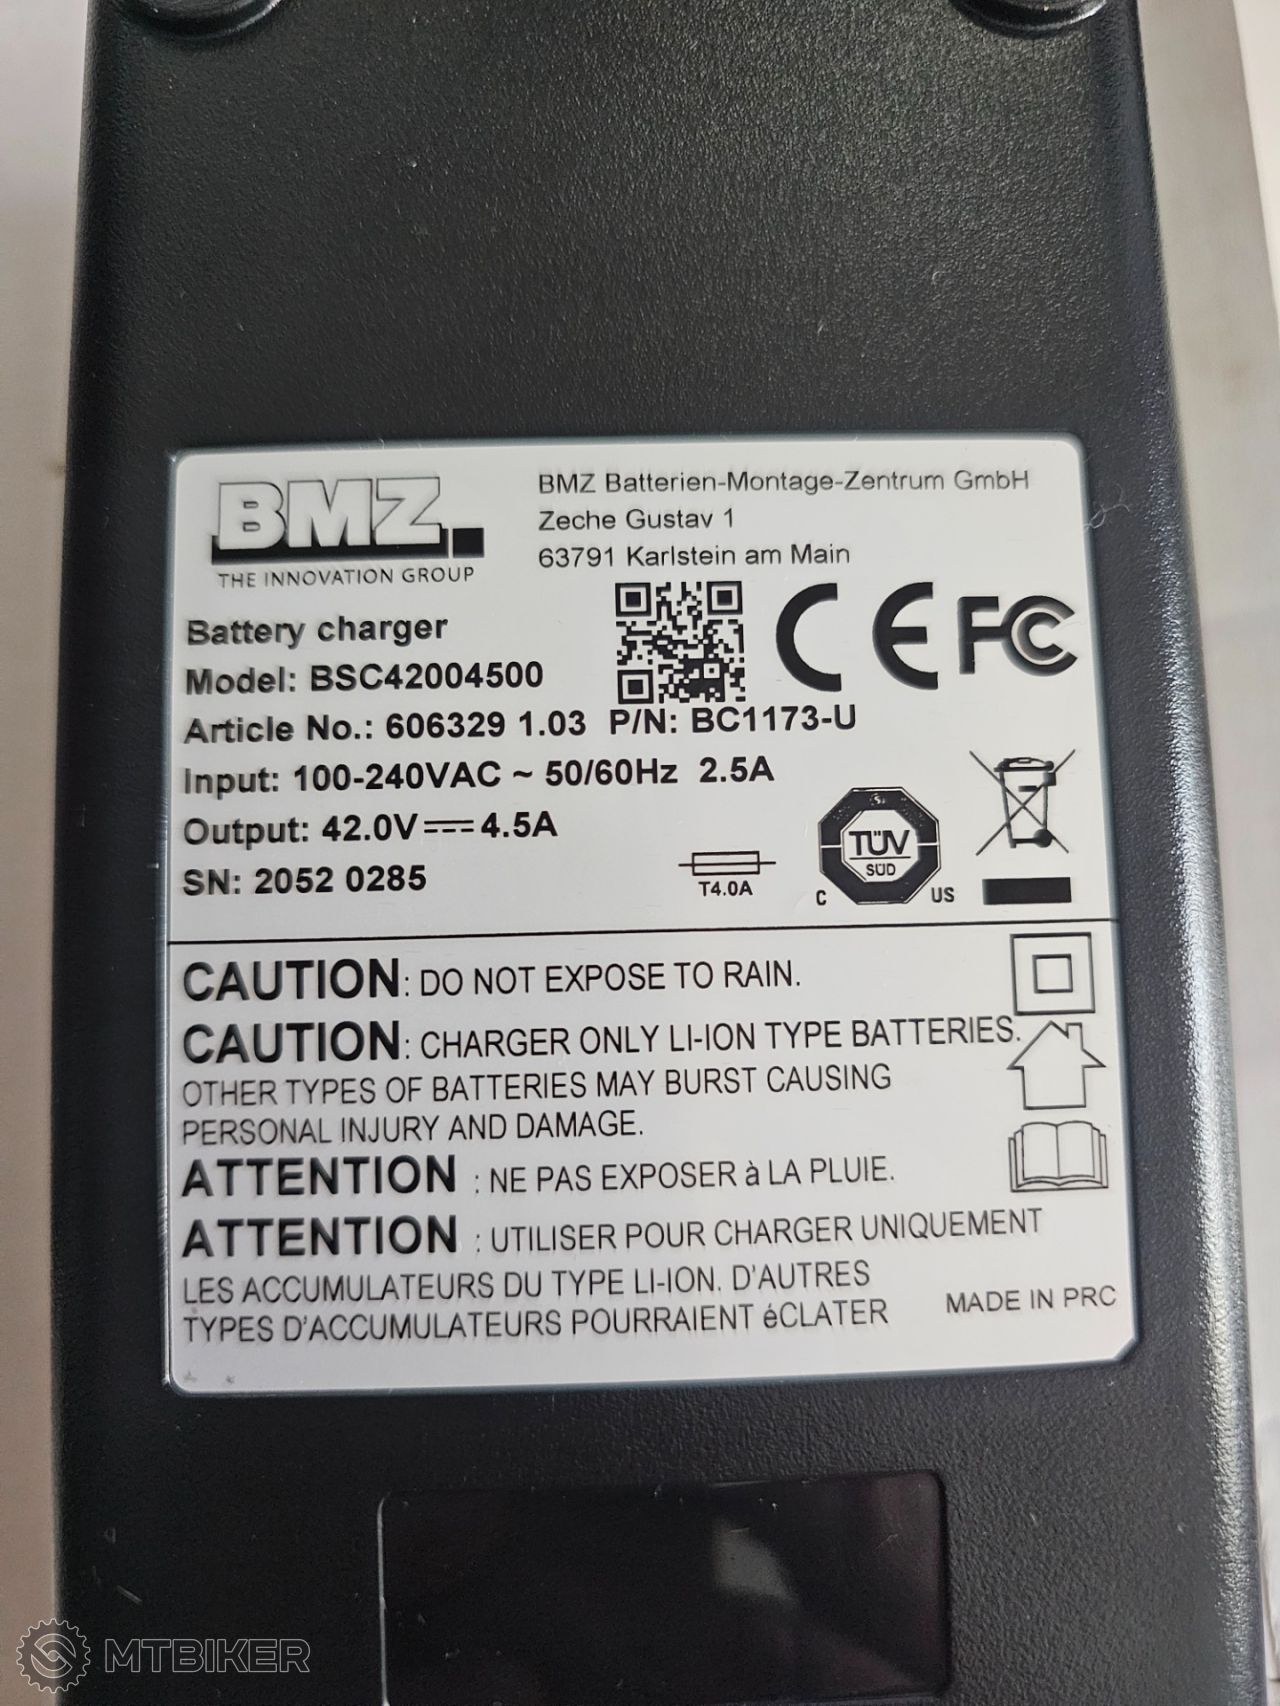 BMZ
THE INNOVATION GROUP
BMZ Batterien-Montage-Zentrum GmbH
Zeche Gustav 1
63791 Karlstein am Main
Battery charger
Model: BSC42004500
CE FC
Article No.: 606329 1.03 P/N: BC1173-U
Input: 100-240VAC ~ 50/60Hz 2.5A
Output: 42.0V⎓4.5A
SN: 2052 0285
T4.0A
TÜV
SÜD
C US
CAUTION: DO NOT EXPOSE TO RAIN.
CAUTION: CHARGER ONLY LI-ION TYPE BATTERIES.
OTHER TYPES OF BATTERIES MAY BURST CAUSING
PERSONAL INJURY AND DAMAGE.
ATTENTION : NE PAS EXPOSER à LA PLUIE.
ATTENTION : UTILISER POUR CHARGER UNIQUEMENT
LES ACCUMULATEURS DU TYPE LI-ION. D'AUTRES
TYPES D'ACCUMULATEURS POURRAIENT éCLATER
MADE IN PRC
MTBIKER